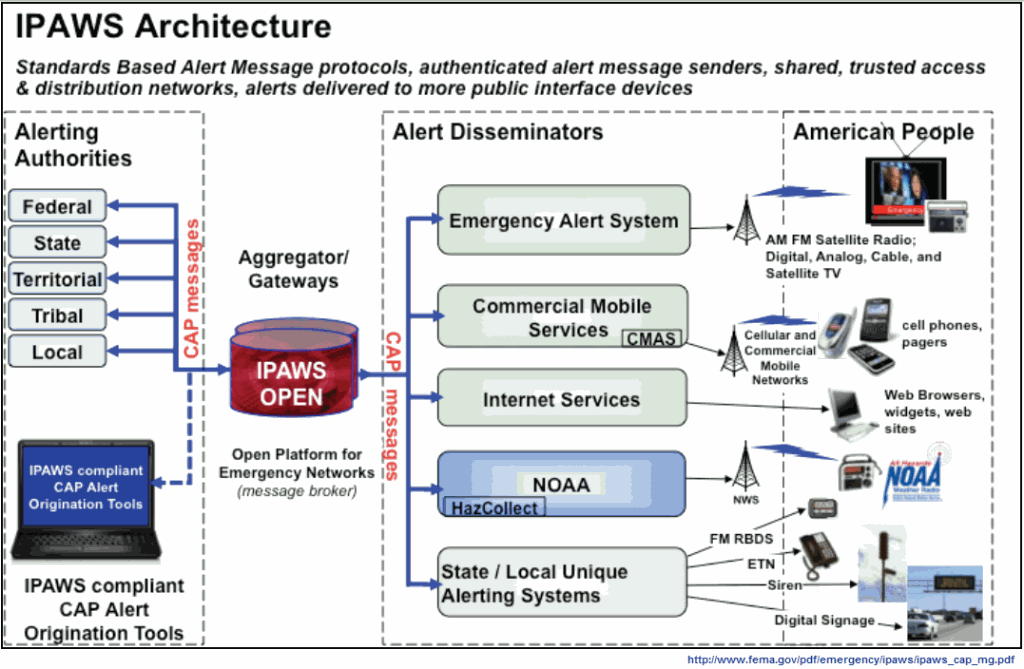 IPAWS Architecture
Standards Based Alert Message protocols, authenticated alert message senders, shared, trusted access
& distribution networks, alerts delivered to more public interface devices
Alerting
Authorities
Federal
State
Territorial
Tribal
Local
CAP messages
IPAWS compliant
CAP Alert
Origination Tools
IPAWS compliant
CAP Alert
Origination Tools
Aggregator/
Gateways
IPAWS
OPEN
Open Platform for
Emergency Networks
(message broker)
CAP messages
Alert Disseminators
Emergency Alert System
Commercial Mobile
Services
CMAS
Internet Services
NOAA
HazCollect
State / Local Unique
Alerting Systems
American People
Emergency
AM FM Satellite Radio;
Digital, Analog, Cable, and
Satellite TV
Cellular and
Commercial
Mobile
Networks
cell phones,
pagers
Web Browsers,
widgets, web
sites
NWS
All Hazards
NOAA
Weather Radio
FM RBDS
ETN
Siren
Digital Signage
http://www.fema.gov/pdf/emergency/ipaws/ipaws_cap_mg.pdf